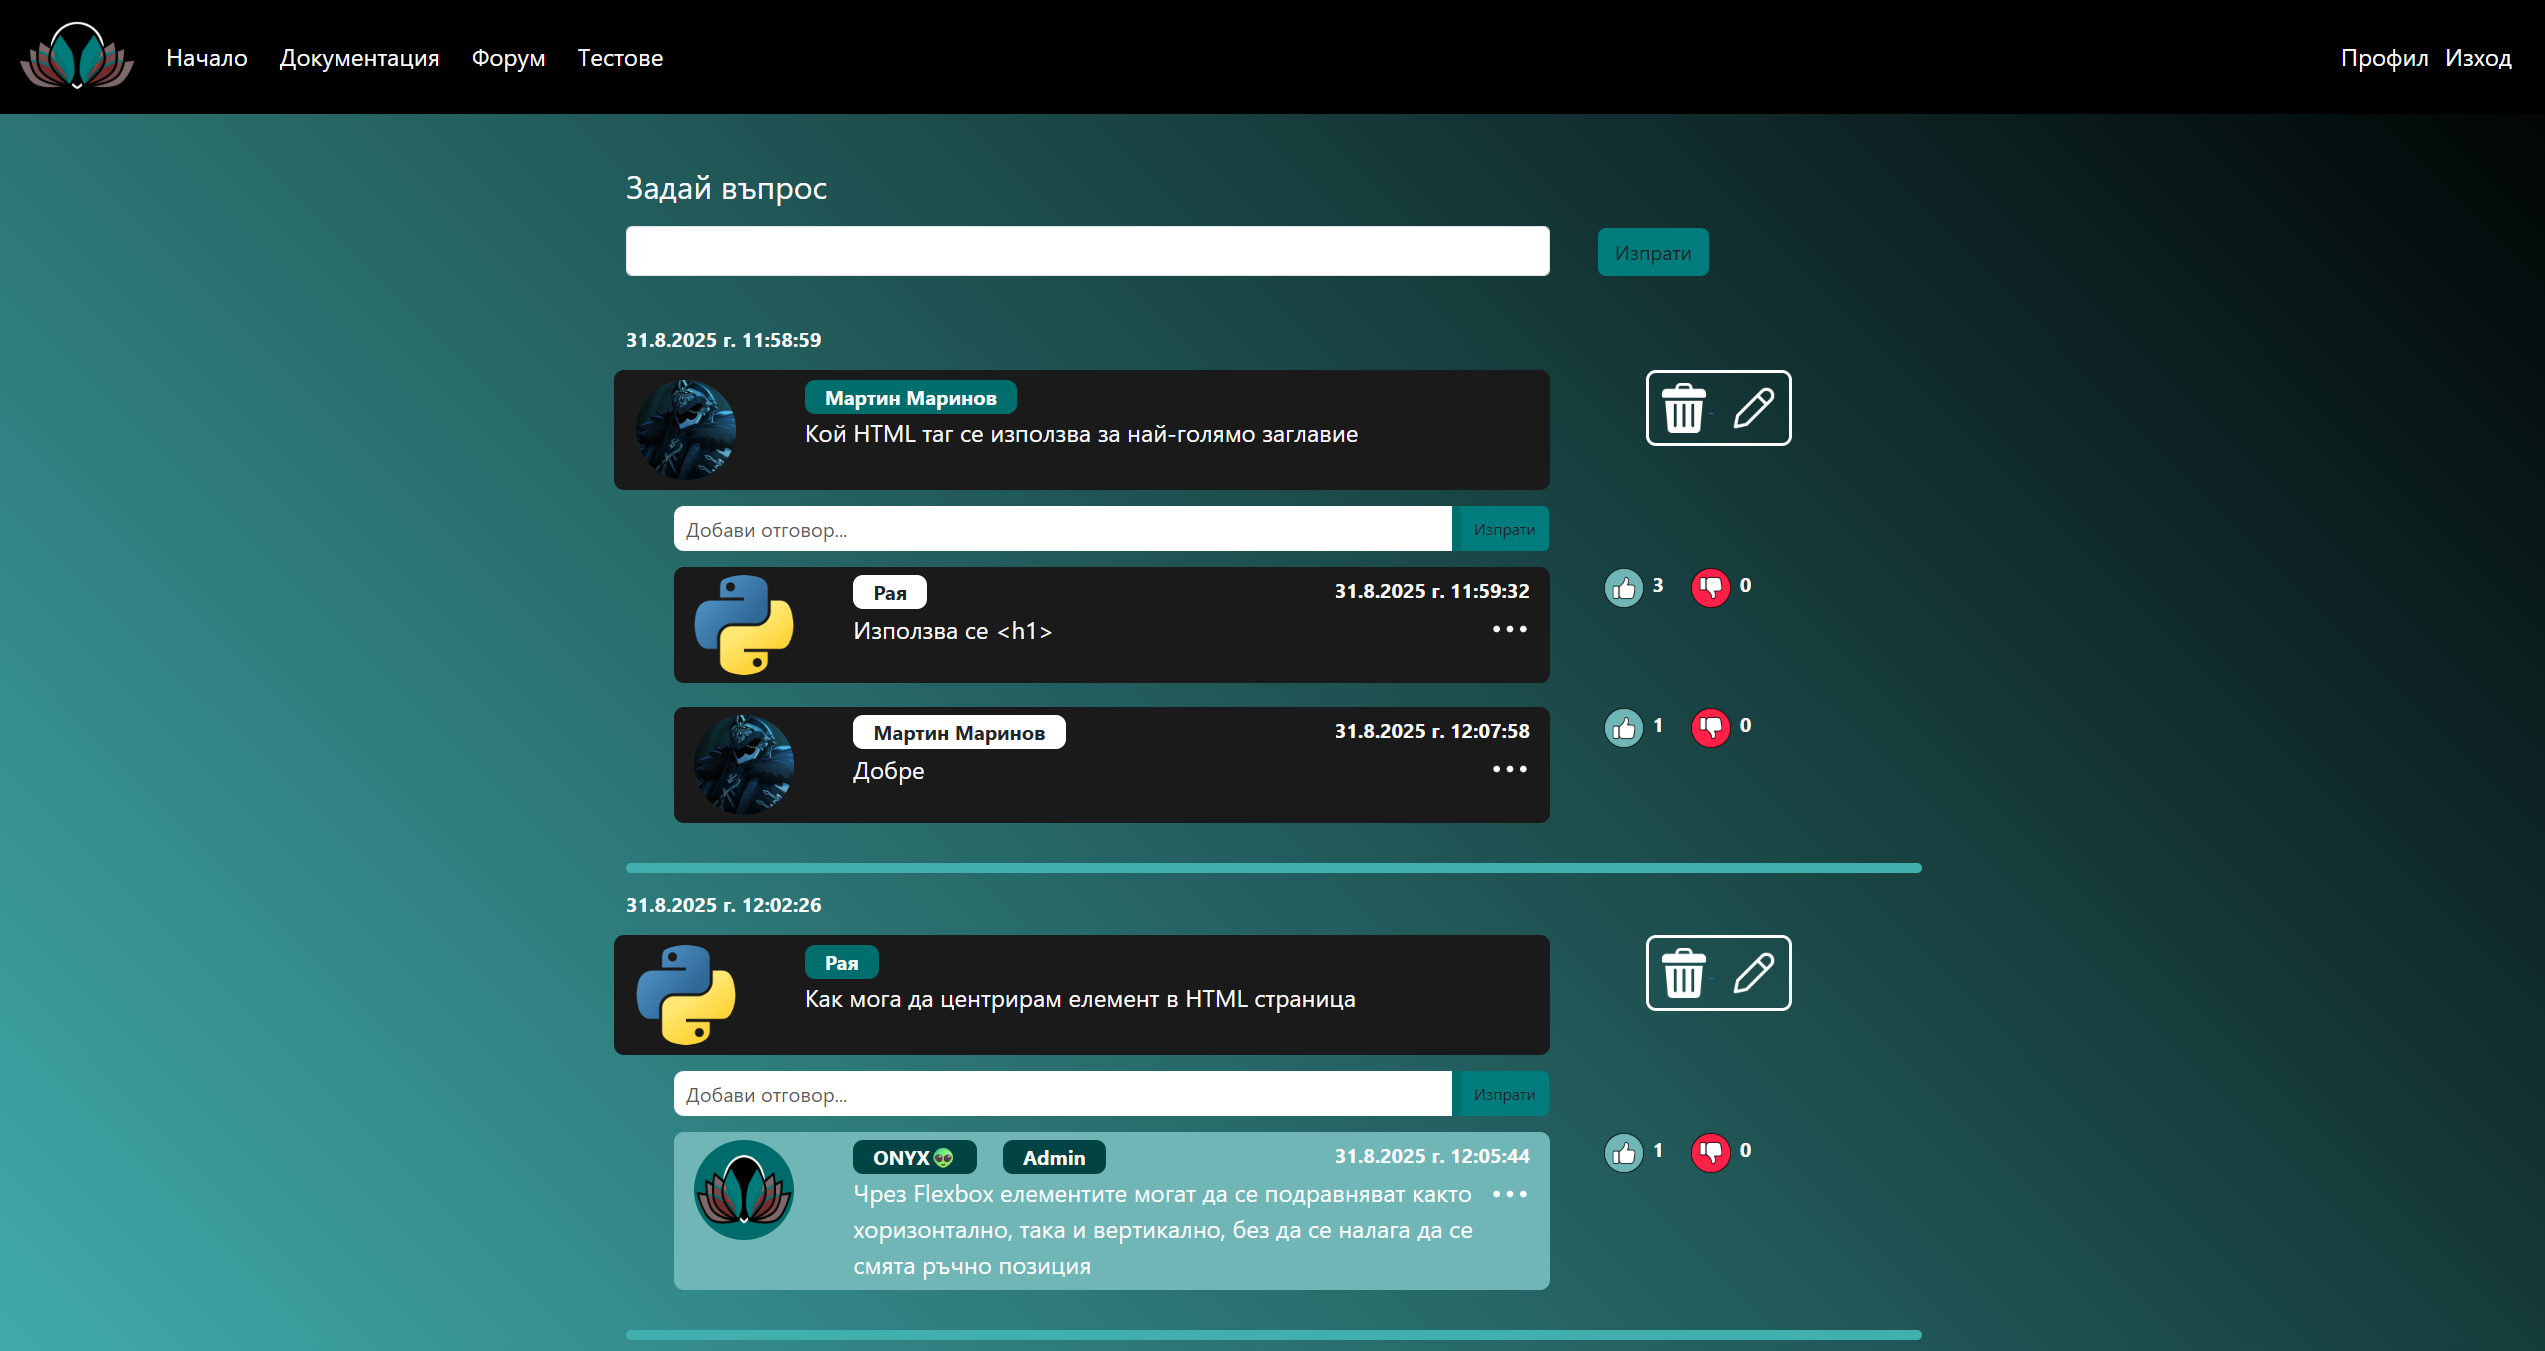 Начало Документация Форум Тестове Профил Изход
Задай въпрос
Изпрати
31.8.2025 г. 11:58:59
Мартин Маринов
Кой HTML таг се използва за най-голямо заглавие
Добави отговор... Изпрати
Рая 31.8.2025 г. 11:59:32 3 0
Използва се <h1>
Мартин Маринов 31.8.2025 г. 12:07:58 1 0
Добре
31.8.2025 г. 12:02:26
Рая
Как мога да центрирам елемент в HTML страница
Добави отговор... Изпрати
ONYX👽 Admin 31.8.2025 г. 12:05:44 1 0
Чрез Flexbox елементите могат да се подравняват както
хоризонтално, така и вертикално, без да се налага да се
смята ръчно позиция